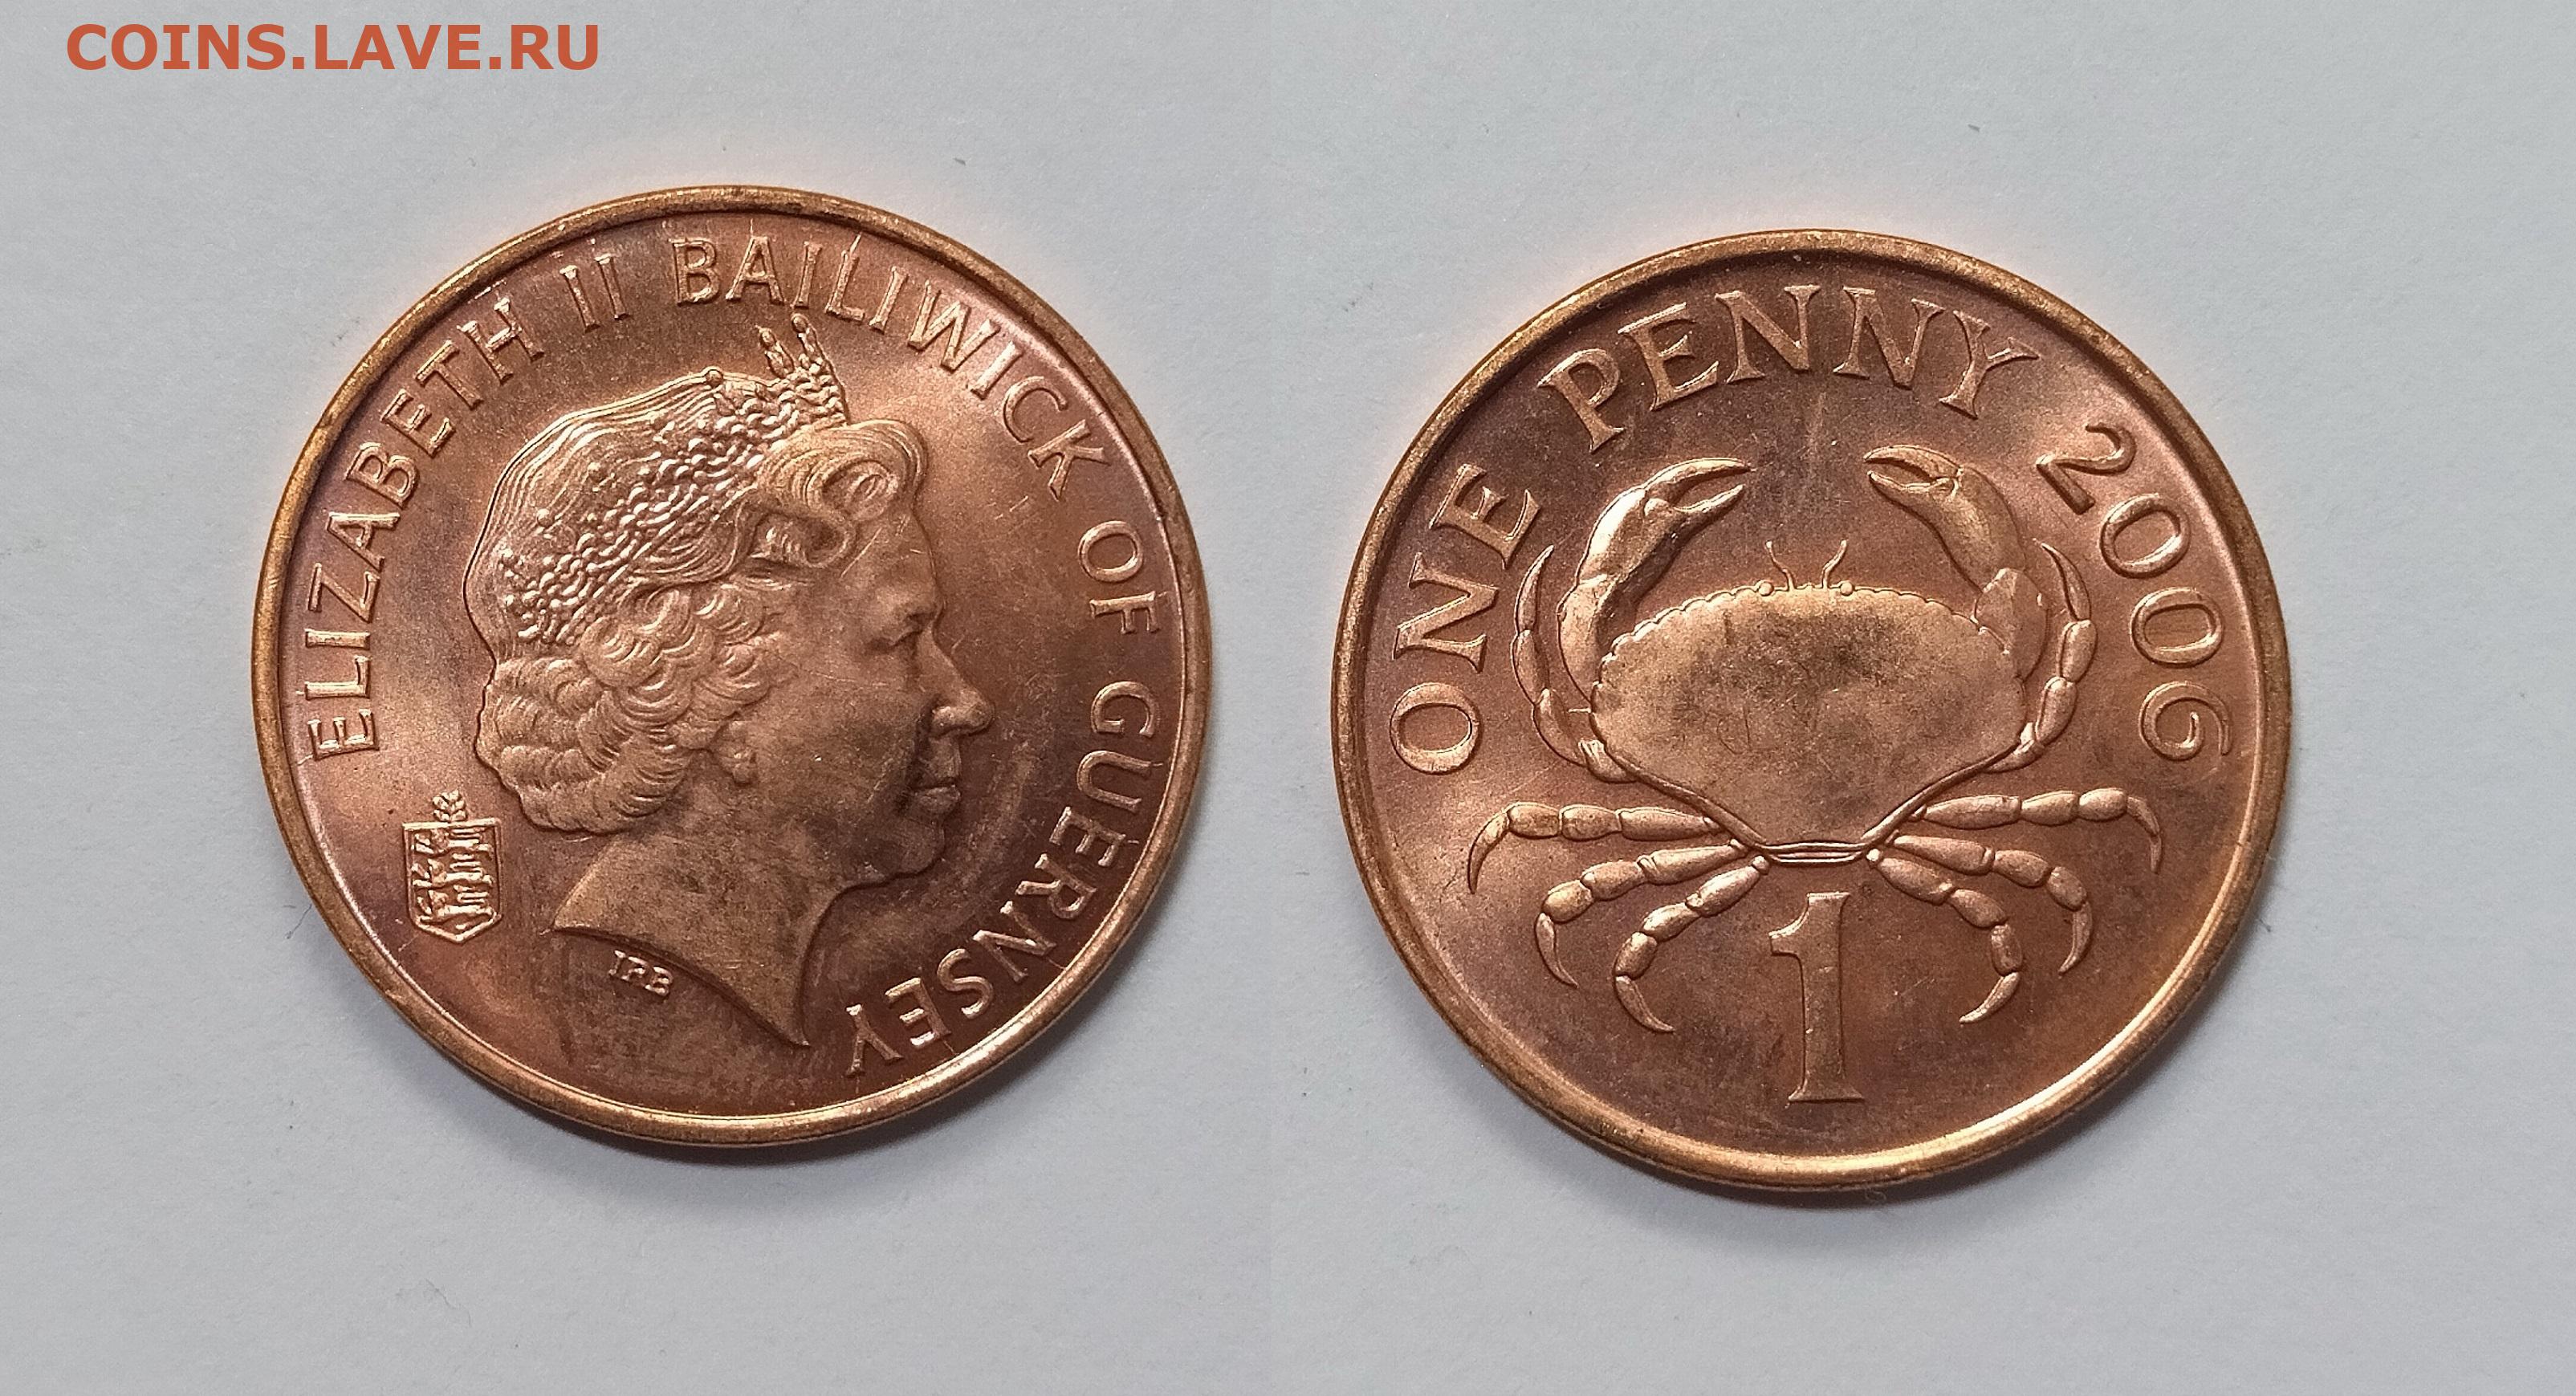 COINS.LAVE.RU
ELIZABETH II BAILIWICK OF GUERNSEY
IRB
ONE PENNY 2006
1